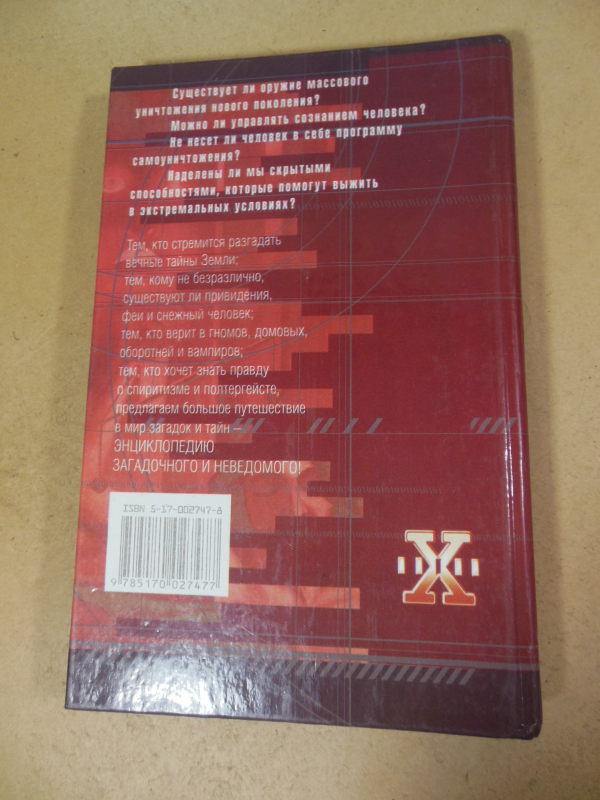 Существует ли оружие массового
уничтожения нового поколения?
Можно ли управлять сознанием человека?
Не несет ли человек в себе программу
самоуничтожения?
Наделены ли мы скрытыми
способностями, которые помогут выжить
в экстремальных условиях?
Тем, кто стремится разгадать
вечные тайны Земли;
тем, кому не безразлично,
существуют ли привидения,
феи и снежный человек;
тем, кто верит в гномов, домовых,
оборотней и вампиров;
тем, кто хочет знать правду
о спиритизме и полтергейсте,
предлагаем большое путешествие
в мир загадок и тайн –
ЭНЦИКЛОПЕДИЮ
ЗАГАДОЧНОГО И НЕВЕДОМОГО!
ISBN 5-17-002747-8
9 785170 027477
X